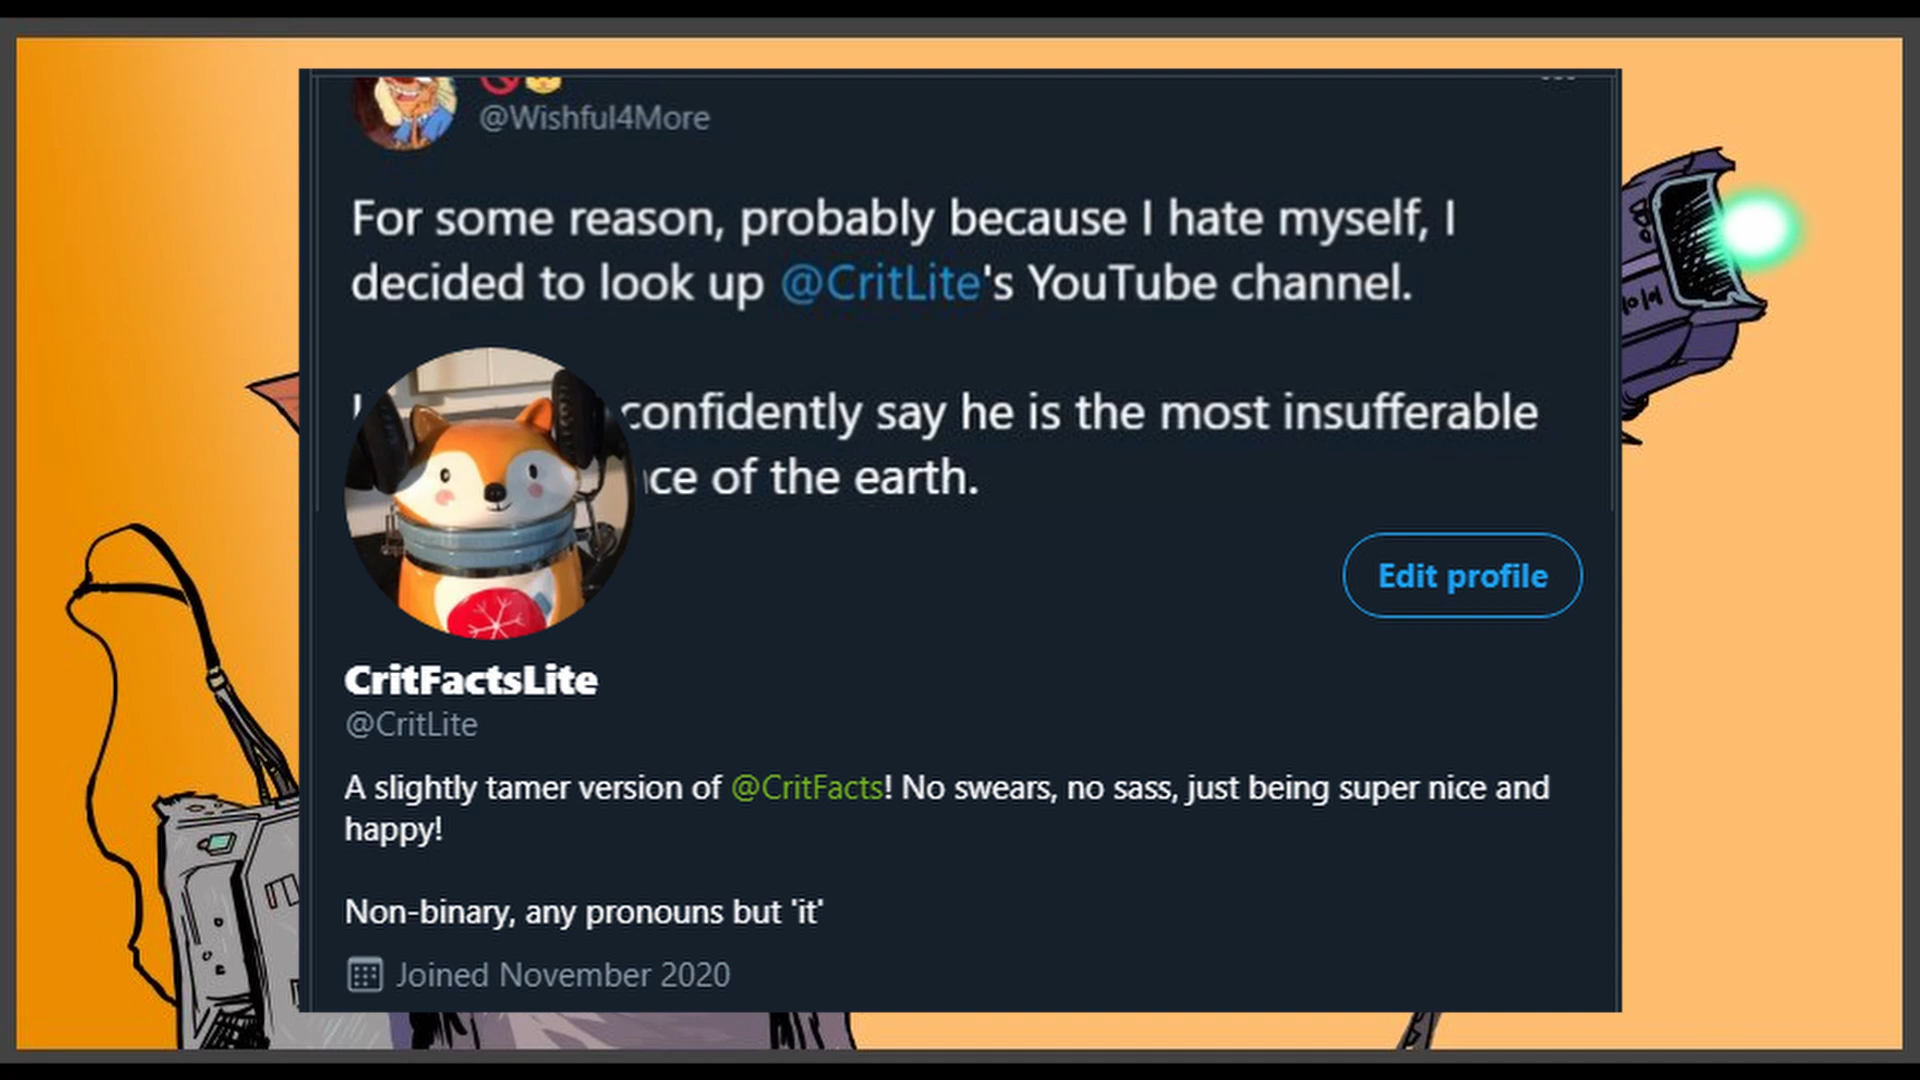 @Wishful4More
For some reason, probably because I hate myself, I
decided to look up @CritLite's YouTube channel.
confidently say he is the most insufferable
of the earth.
Edit profile
CritFactsLite
@CritLite
A slightly tamer version of @CritFacts! No swears, no sass, just being super nice and
happy!
Non-binary, any pronouns but 'it'
Joined November 2020